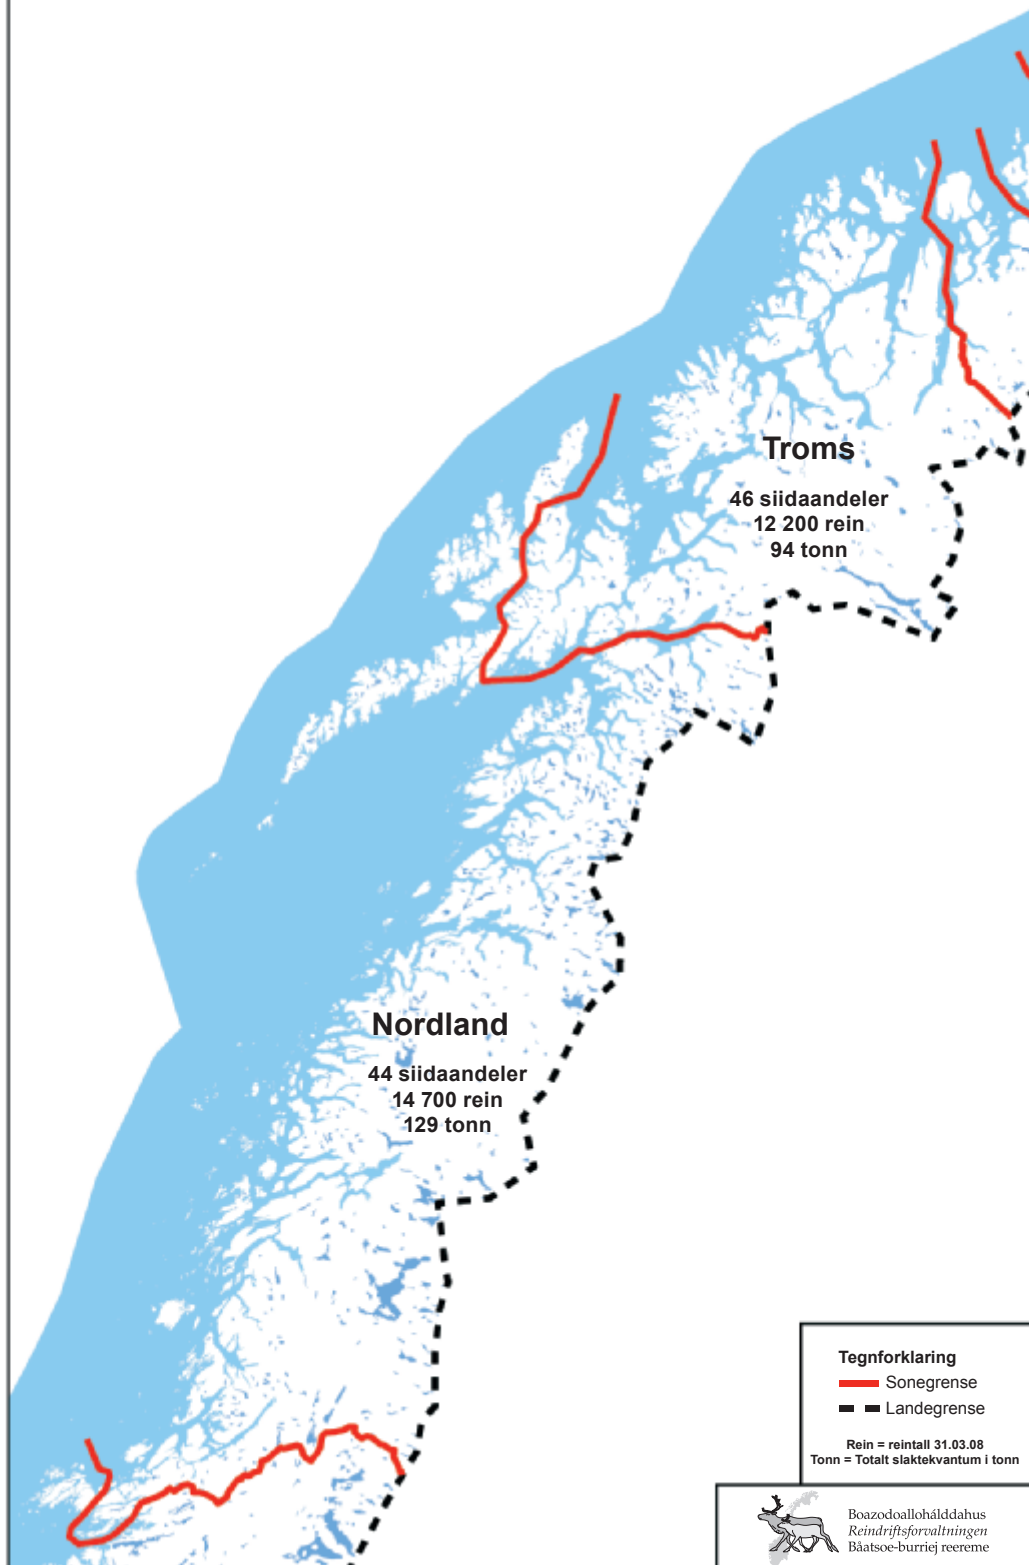 Troms
46 siidaandeler
12 200 rein
94 tonn
Nordland
44 siidaandeler
14 700 rein
129 tonn
Tegnforklaring
Sonegrense
Landegrense
Rein = reintall 31.03.08
Tonn = Totalt slaktekvantum i tonn
Boazodoallohálddahus
Reindriftsforvaltningen
Båatsoe-burriej reereme